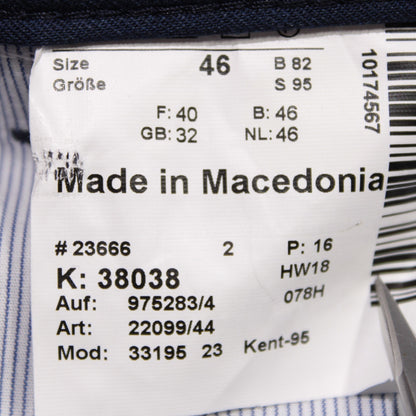 Size 46 B 82
Größe S 95
F: 40 B: 46
GB: 32 NL: 46
Made in Macedonia
# 23666 2 P: 16
K: 38038 HW18
Auf: 975283/4 078H
Art: 22099/44
Mod: 33195 23 Kent-95
10174567